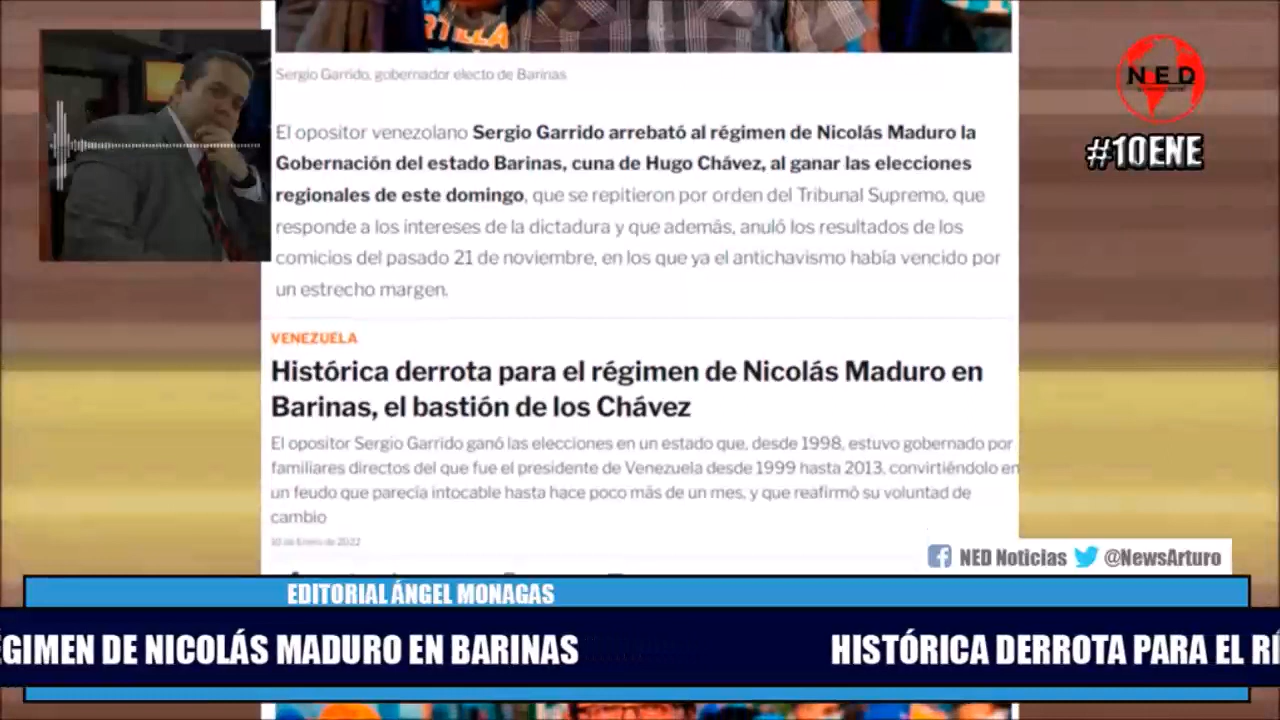 RTILLA
Sergio Garrido, gobernador electo de Barinas
NED
#10ENE
El opositor venezolano Sergio Garrido arrebató al régimen de Nicolás Maduro la
Gobernación del estado Barinas, cuna de Hugo Chávez, al ganar las elecciones
regionales de este domingo, que se repitieron por orden del Tribunal Supremo, que
responde a los intereses de la dictadura y que además, anuló los resultados de los
comicios del pasado 21 de noviembre, en los que ya el antichavismo había vencido por
un estrecho margen.
VENEZUELA
Histórica derrota para el régimen de Nicolás Maduro en
Barinas, el bastión de los Chávez
El opositor Sergio Garrido ganó las elecciones en un estado que, desde 1998, estuvo gobernado por
familiares directos del que fue el presidente de Venezuela desde 1999 hasta 2013, convirtiéndolo en
un feudo que parecía intocable hasta hace poco más de un mes, y que reafirmó su voluntad de
cambio
10 de Enero de 2022
NED Noticias @NewsArturo
EDITORIAL ÁNGEL MONAGAS
ÉGIMEN DE NICOLÁS MADURO EN BARINAS HISTÓRICA DERROTA PARA EL RÉ